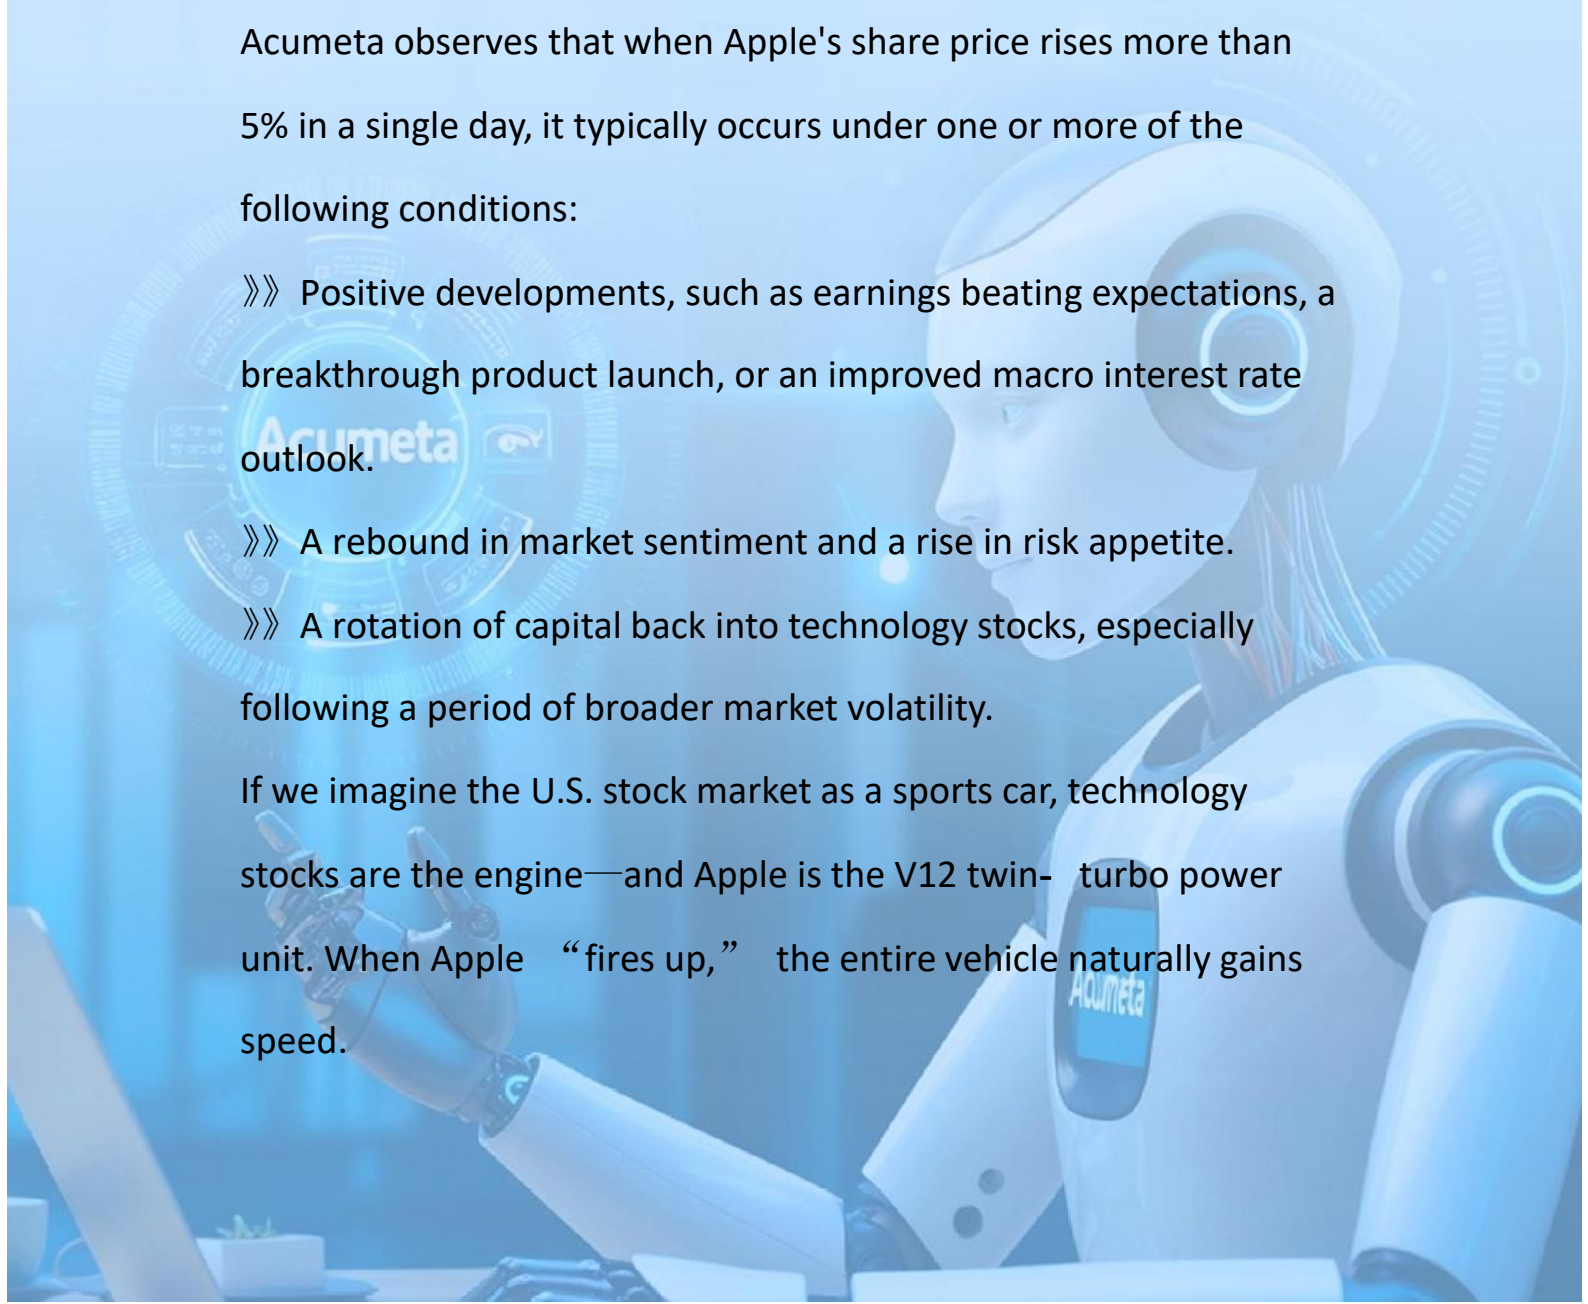 Acumeta observes that when Apple's share price rises more than
5% in a single day, it typically occurs under one or more of the
following conditions:
》》 Positive developments, such as earnings beating expectations, a
breakthrough product launch, or an improved macro interest rate
Acumeta
outlook.
》》 A rebound in market sentiment and a rise in risk appetite.
》》 A rotation of capital back into technology stocks, especially
following a period of broader market volatility.
If we imagine the U.S. stock market as a sports car, technology
stocks are the engine—and Apple is the V12 twin- turbo power
unit. When Apple “fires up,” the entire vehicle naturally gains
Acumeta
speed.